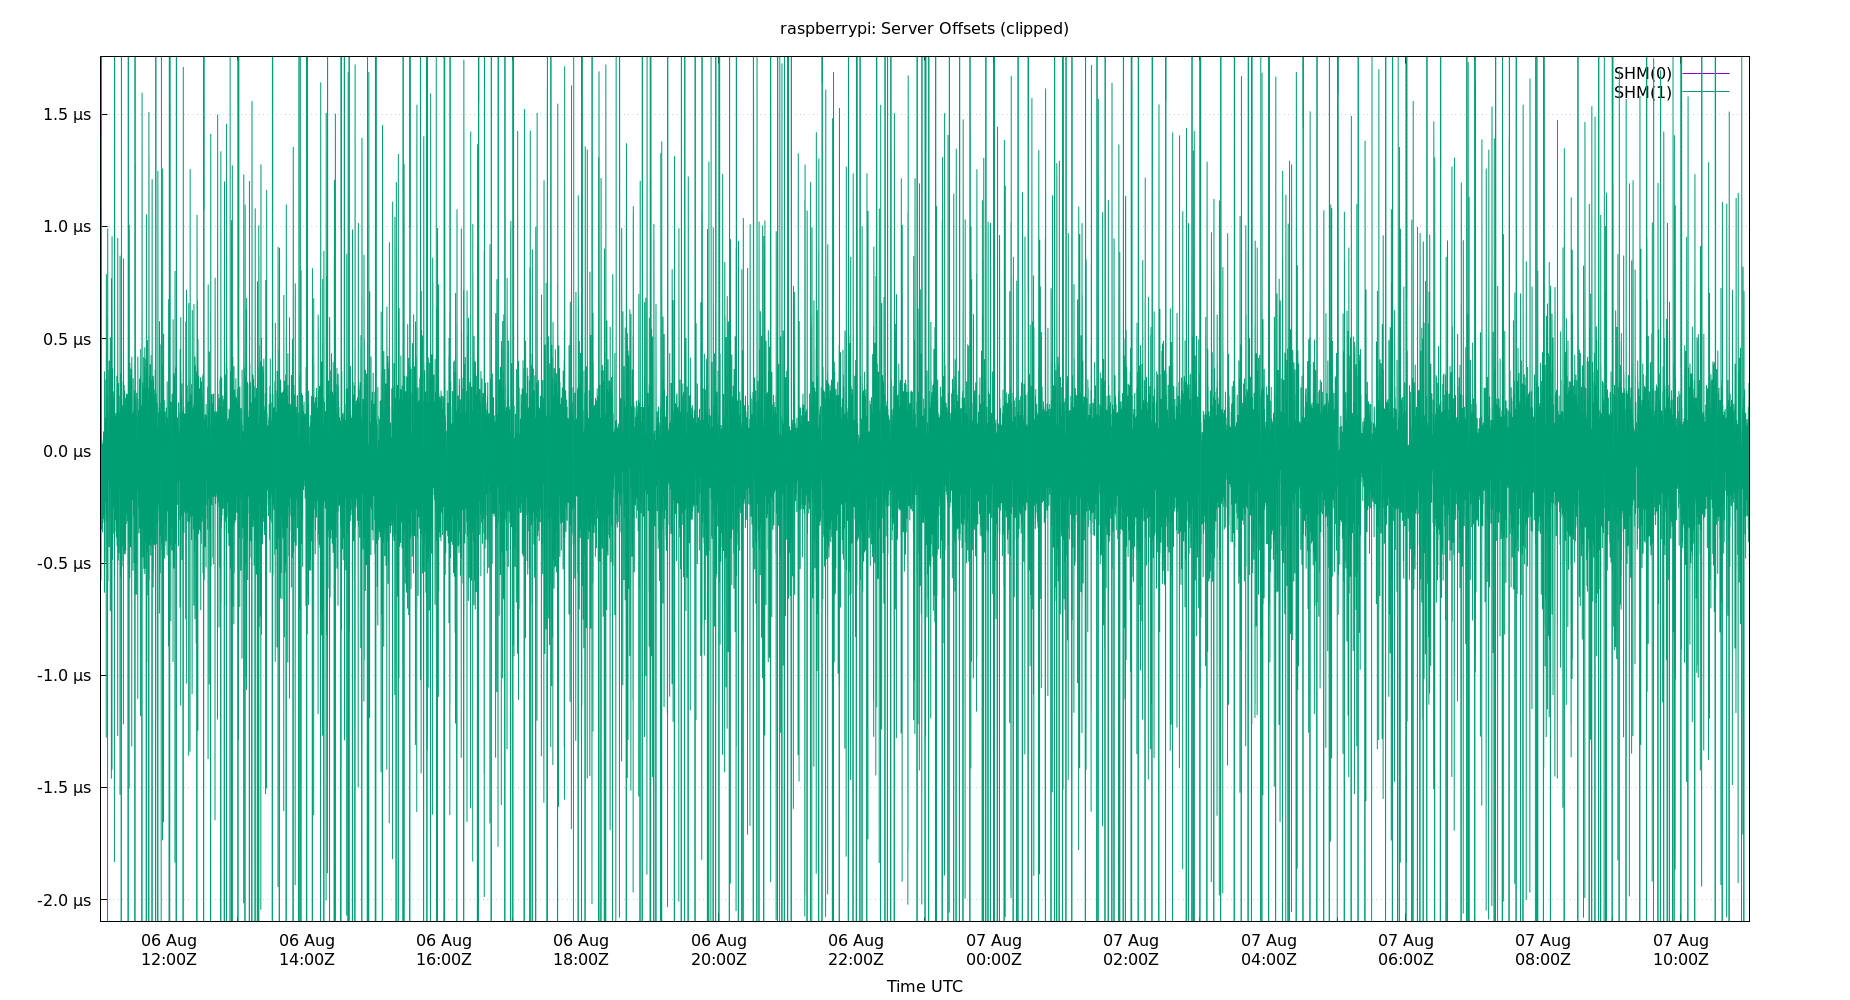 raspberrypi: Server Offsets (clipped)
SHM(0)
SHM(1)
1.5 µs
1.0 µs
0.5 µs
0.0 µs
-0.5 µs
-1.0 µs
-1.5 µs
-2.0 µs
06 Aug 06 Aug 06 Aug 06 Aug 06 Aug 06 Aug 07 Aug 07 Aug 07 Aug 07 Aug 07 Aug 07 Aug
12:00Z 14:00Z 16:00Z 18:00Z 20:00Z 22:00Z 00:00Z 02:00Z 04:00Z 06:00Z 08:00Z 10:00Z
Time UTC